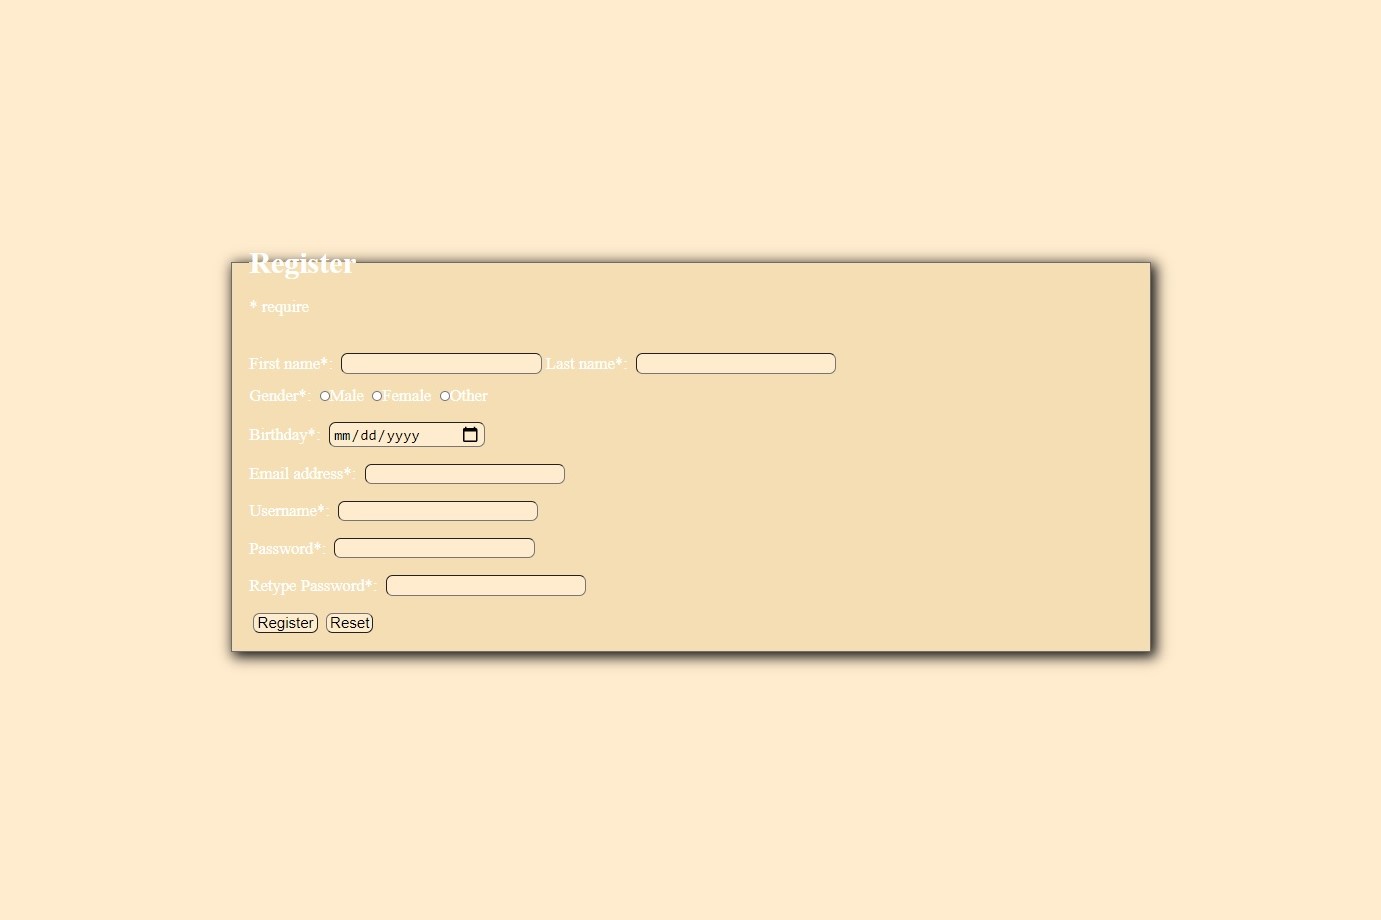 Register
* require
First name*: Last name*:
Gender*: Male Female Other
Birthday*: mm/dd/yyyy
Email address*:
Username*:
Password*:
Retype Password*:
Register Reset